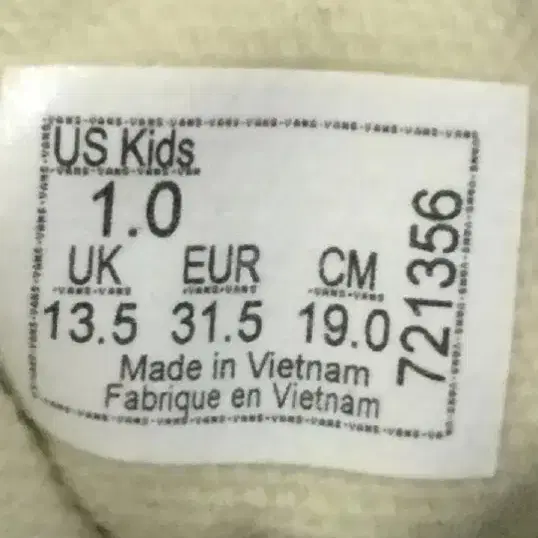 US Kids
1.0
UK EUR CM
13.5 31.5 19.0
Made in Vietnam
Fabrique en Vietnam
721356